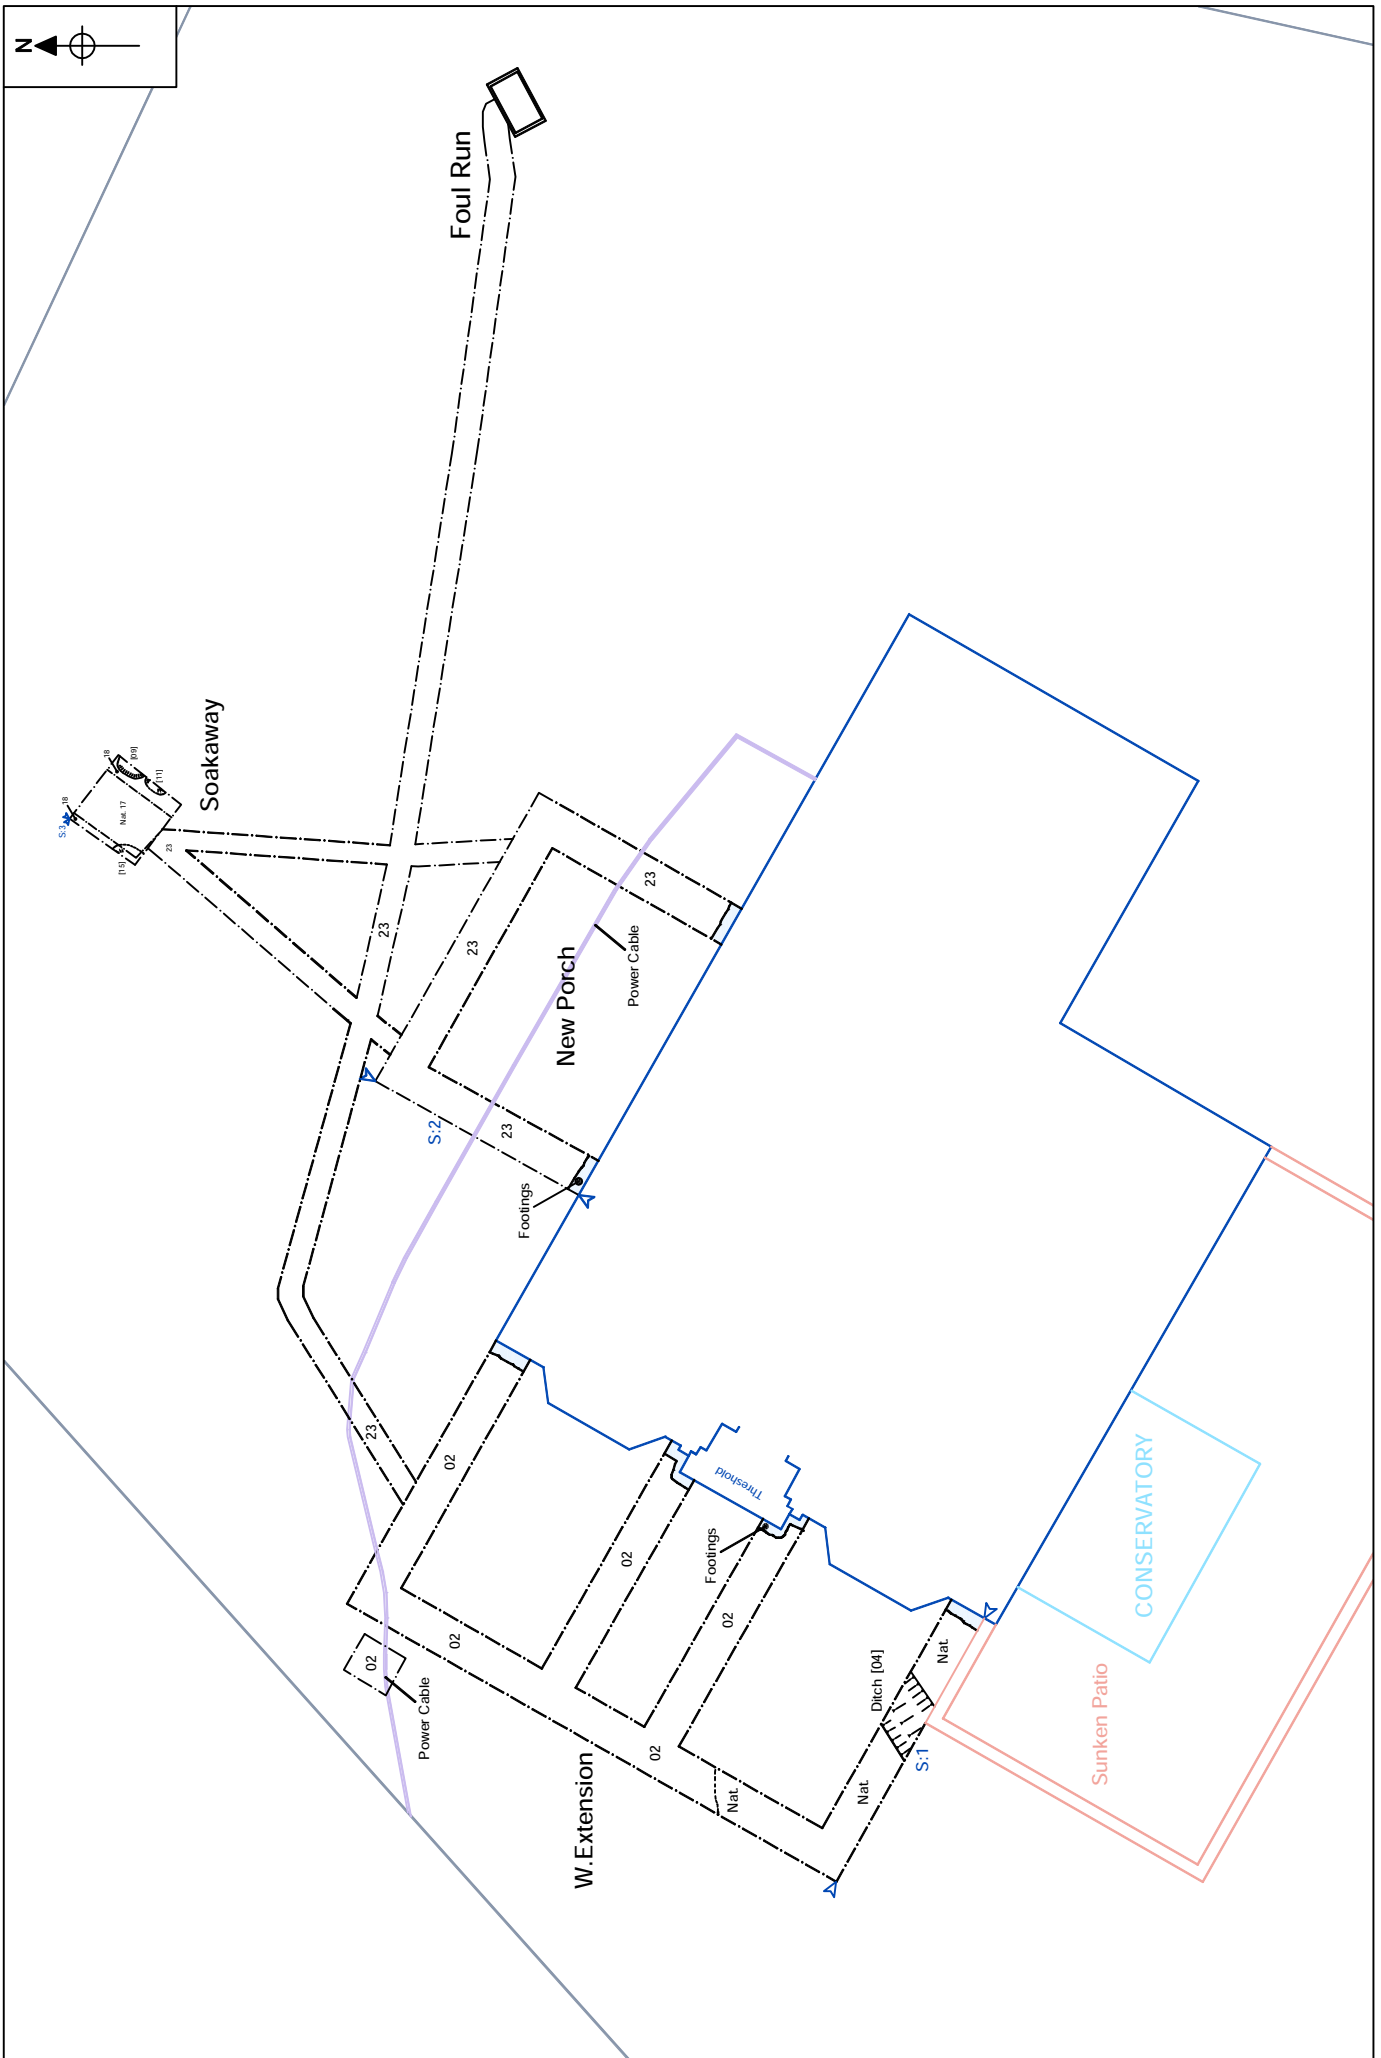 N
Foul Run
Soakaway
S:3
18
18
[09]
[11]
Nat. 17
[15]
23
23
23
23
New Porch
Power Cable
S:2
23
Footings
23
02
Threshold
02
Footings
02
02
02
Power Cable
02
W.Extension
Nat.
Nat.
Ditch [04]
Nat.
S:1
CONSERVATORY
Sunken Patio